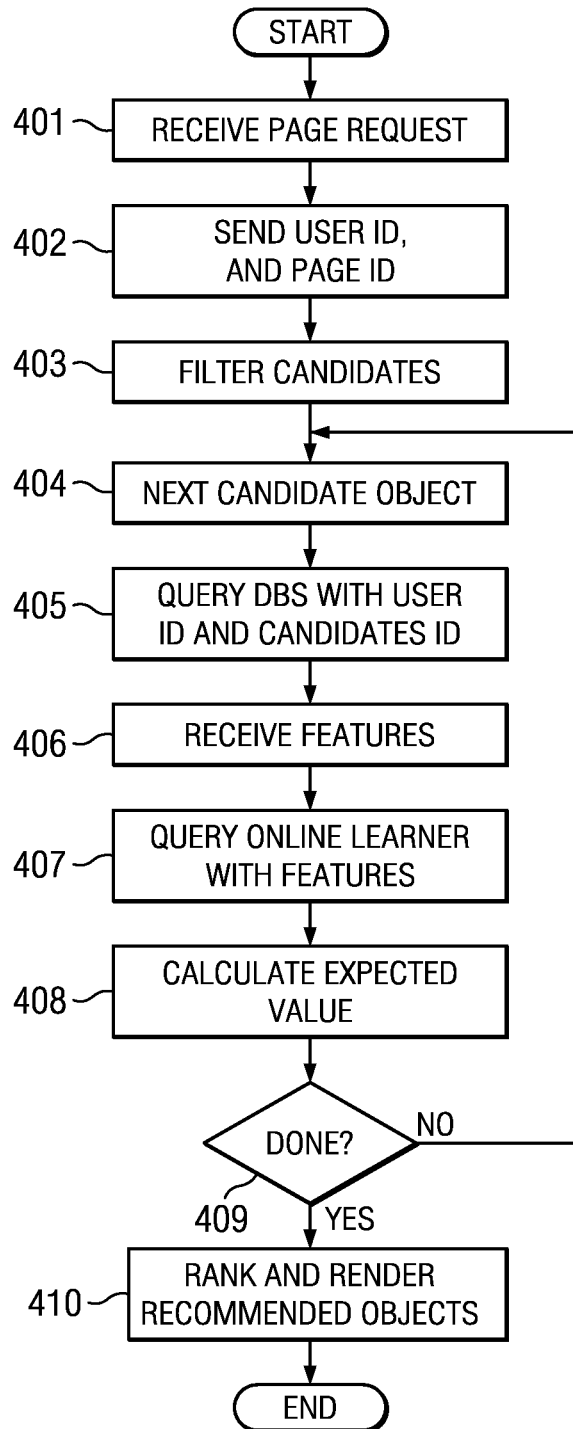 START
401
RECEIVE PAGE REQUEST
402
SEND USER ID,
AND PAGE ID
403
FILTER CANDIDATES
404
NEXT CANDIDATE OBJECT
405
QUERY DBS WITH USER
ID AND CANDIDATES ID
406
RECEIVE FEATURES
407
QUERY ONLINE LEARNER
WITH FEATURES
408
CALCULATE EXPECTED
VALUE
DONE?
NO
409
YES
410
RANK AND RENDER
RECOMMENDED OBJECTS
END